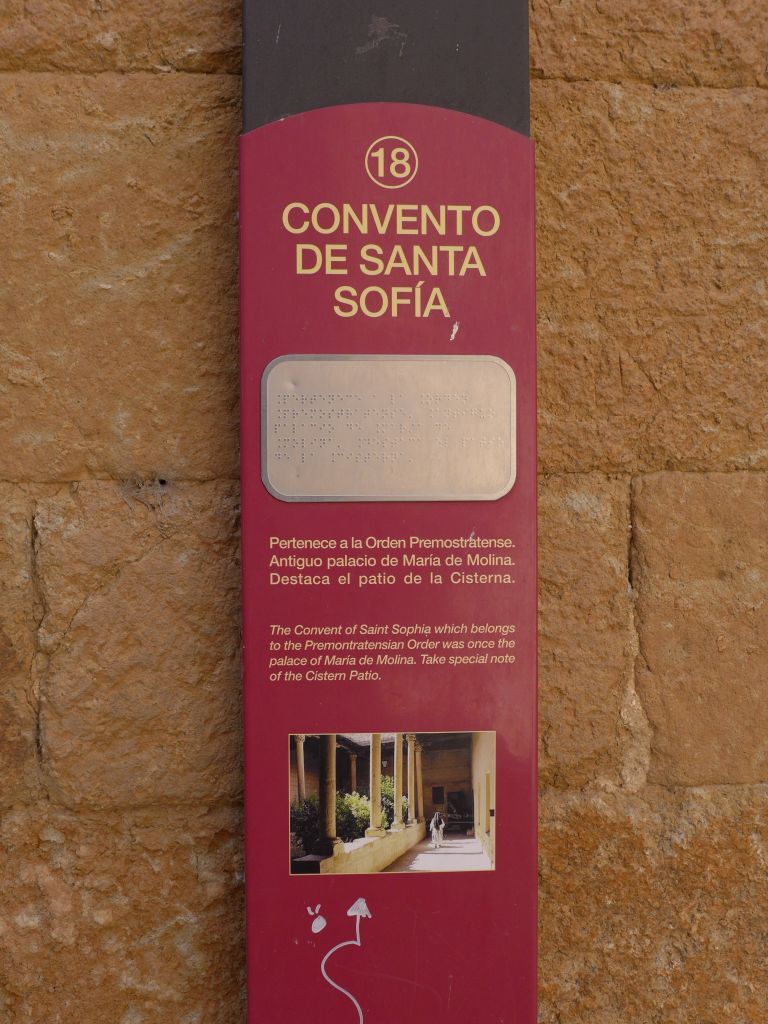 18
CONVENTO
DE SANTA
SOFÍA
Pertenece a la Orden Premostratense.
Antiguo palacio de María de Molina.
Destaca el patio de la Cisterna.
The Convent of Saint Sophia which belongs
to the Premontratensian Order was once the
palace of María de Molina. Take special note
of the Cistern Patio.